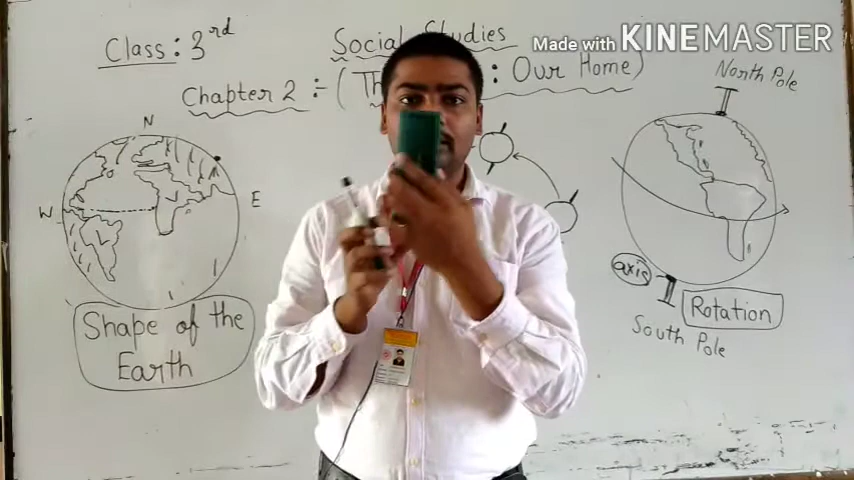 Made with KINEMASTER
Class : 3rd
Social Studies
Chapter 2 :- ( : Our Home)
N
W
E
Shape of the
Earth
North Pole
axis
Rotation
South Pole